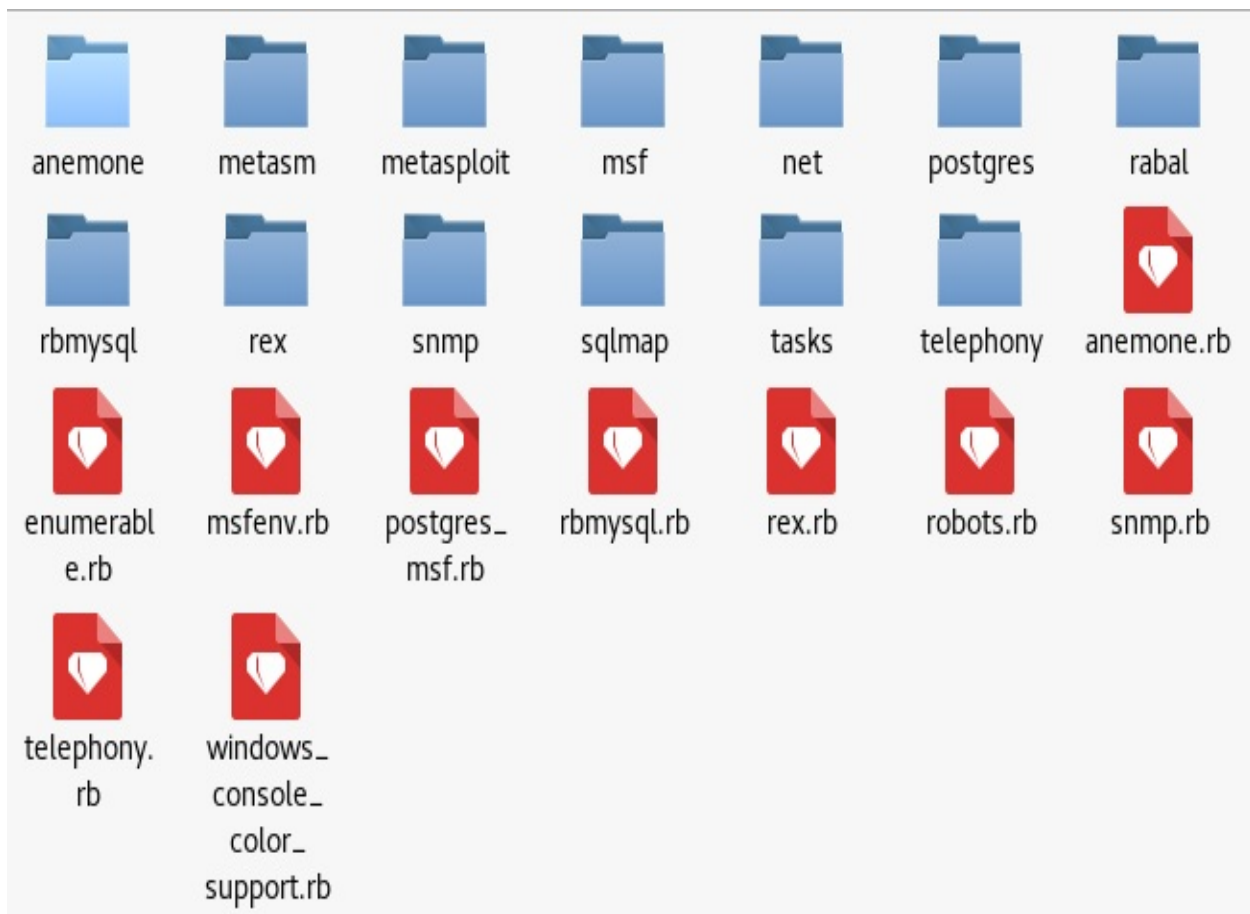 anemone
metasm
metasploit
msf
net
postgres
rabal
rbmysql
rex
snmp
sqlmap
tasks
telephony
anemone.rb
enumerabl
e.rb
msfenv.rb
postgres_
msf.rb
rbmysql.rb
rex.rb
robots.rb
snmp.rb
telephony.
rb
windows_
console_
color_
support.rb